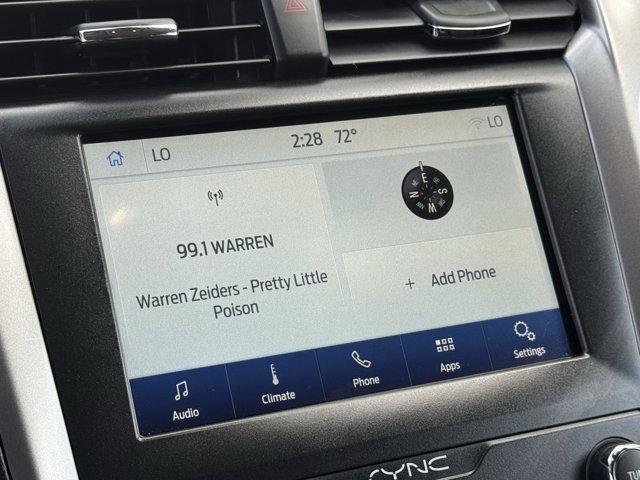 LO 2:28 72° LO
99.1 WARREN
Warren Zeiders - Pretty Little
Poison
E
N S
W
+ Add Phone
Audio Climate Phone Apps Settings
SYNC
TUN